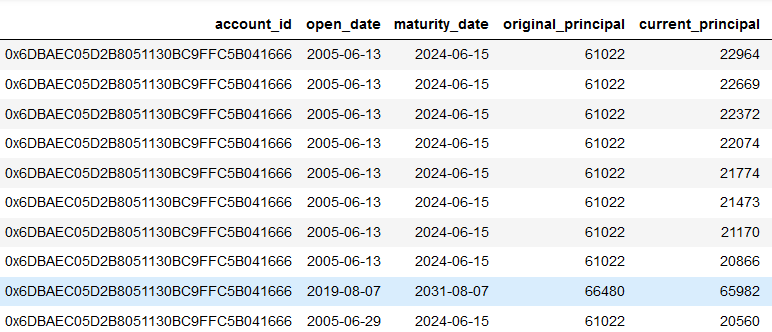 account_id open_date maturity_date original_principal current_principal
0x6DBAEC05D2B8051130BC9FFC5B041666 2005-06-13 2024-06-15 61022 22964
0x6DBAEC05D2B8051130BC9FFC5B041666 2005-06-13 2024-06-15 61022 22669
0x6DBAEC05D2B8051130BC9FFC5B041666 2005-06-13 2024-06-15 61022 22372
0x6DBAEC05D2B8051130BC9FFC5B041666 2005-06-13 2024-06-15 61022 22074
0x6DBAEC05D2B8051130BC9FFC5B041666 2005-06-13 2024-06-15 61022 21774
0x6DBAEC05D2B8051130BC9FFC5B041666 2005-06-13 2024-06-15 61022 21473
0x6DBAEC05D2B8051130BC9FFC5B041666 2005-06-13 2024-06-15 61022 21170
0x6DBAEC05D2B8051130BC9FFC5B041666 2005-06-13 2024-06-15 61022 20866
0x6DBAEC05D2B8051130BC9FFC5B041666 2019-08-07 2031-08-07 66480 65982
0x6DBAEC05D2B8051130BC9FFC5B041666 2005-06-29 2024-06-15 61022 20560